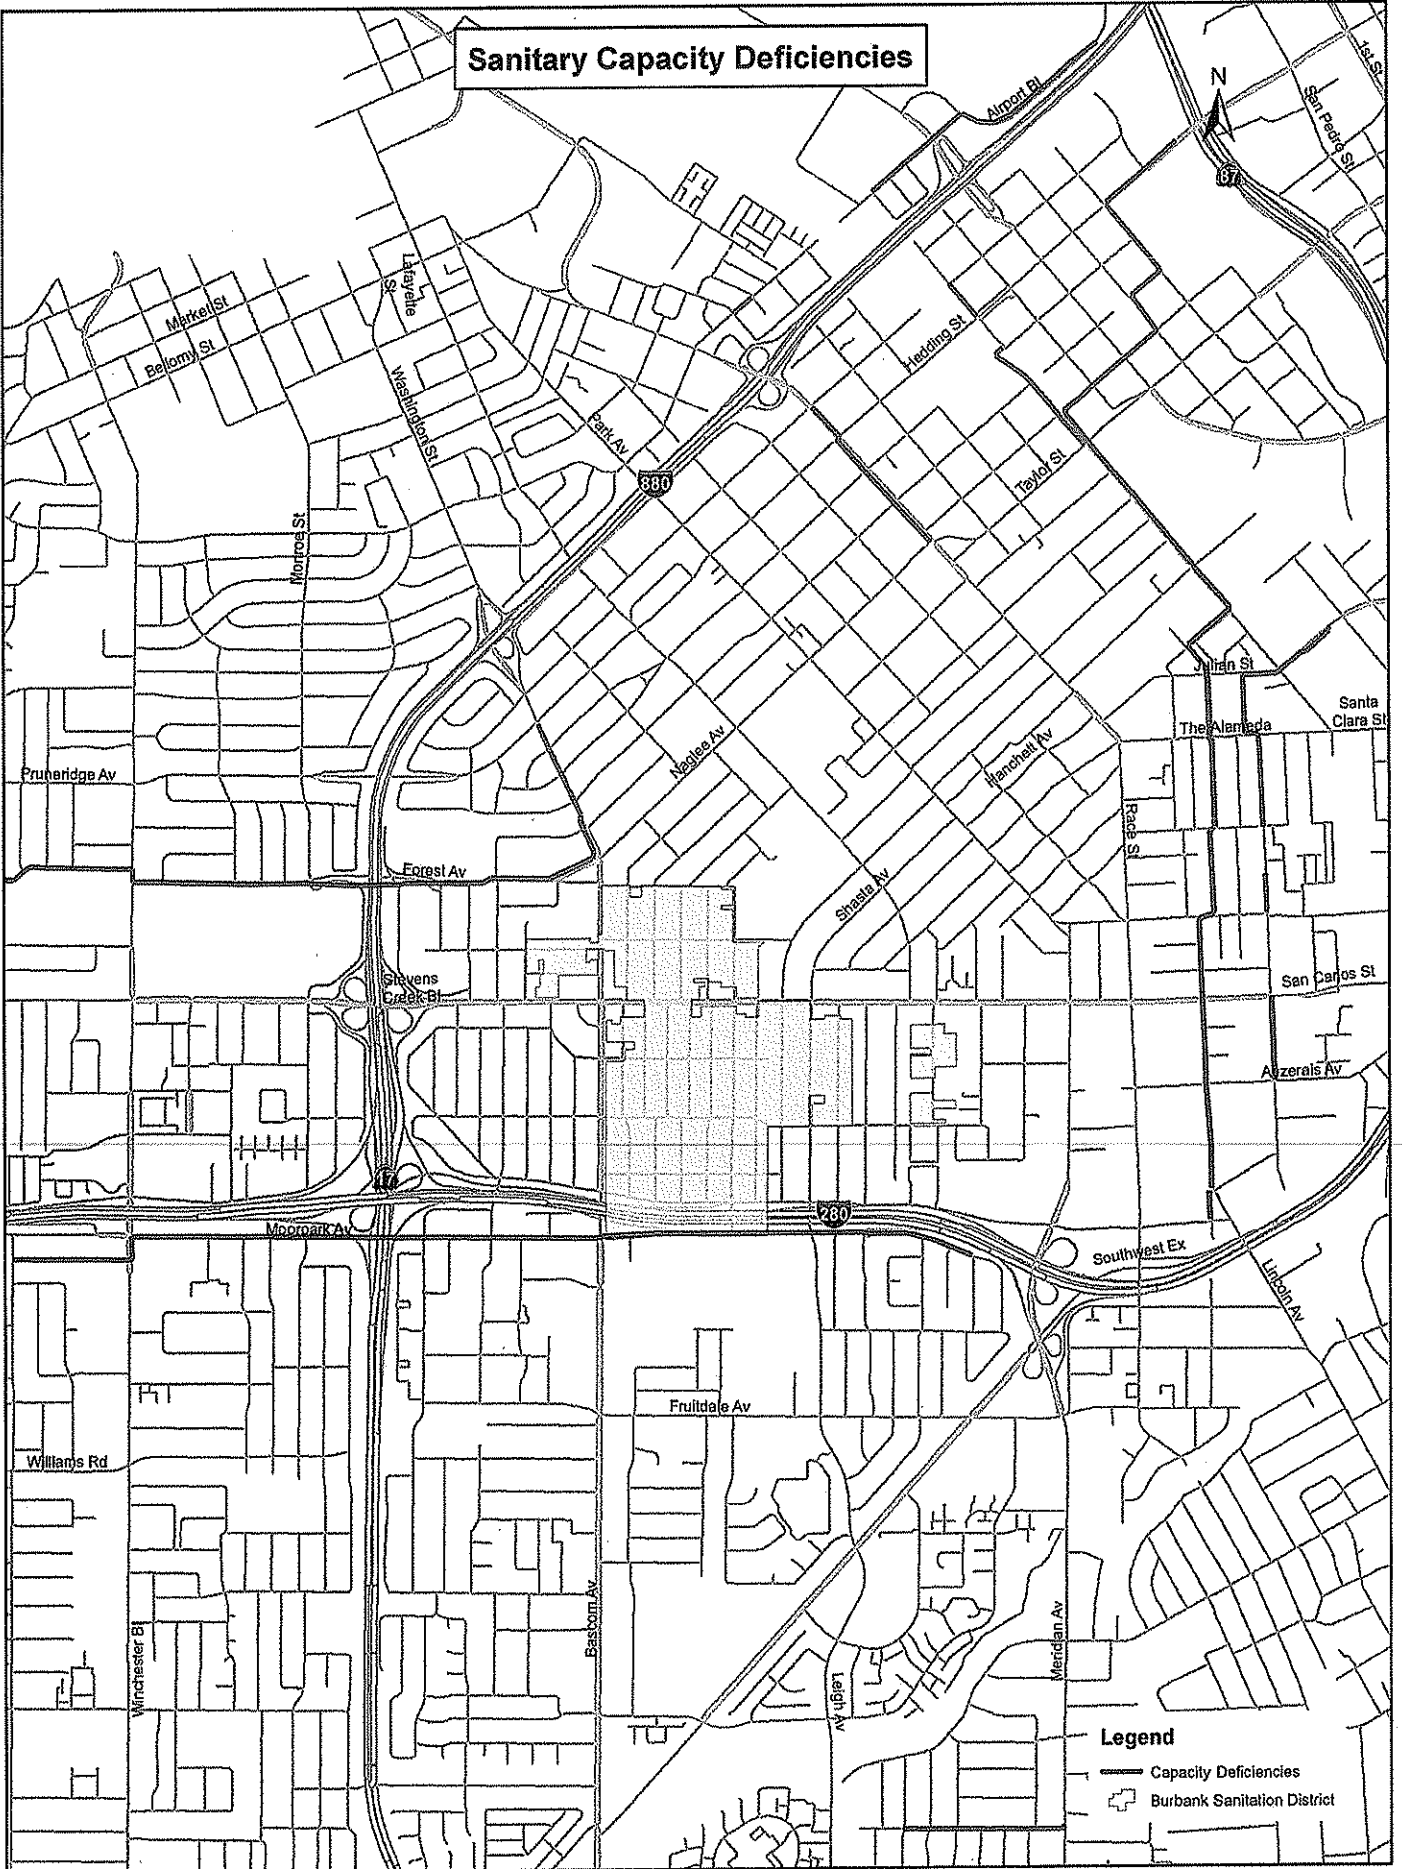 Sanitary Capacity Deficiencies
N
Airport Bl
1st St
San Pedro St
87
Lafayette
St
Market St
Bellomy St
Washington St
Hedding St
Park Av
880
Taylor St
Monroe St
Julian St
Santa
Clara St
The Alameda
Naglee Av
Hanchett Av
Pruneridge Av
Race St
Forest Av
Shasta Av
Stevens
Creek Bl
San Carlos St
Auzerais Av
17
280
Moorpark Av
Southwest Ex
Lincoln Av
Fruitdale Av
Williams Rd
Bascom Av
Winchester Bl
Meridian Av
Leigh Av
Legend
Capacity Deficiencies
Burbank Sanitation District